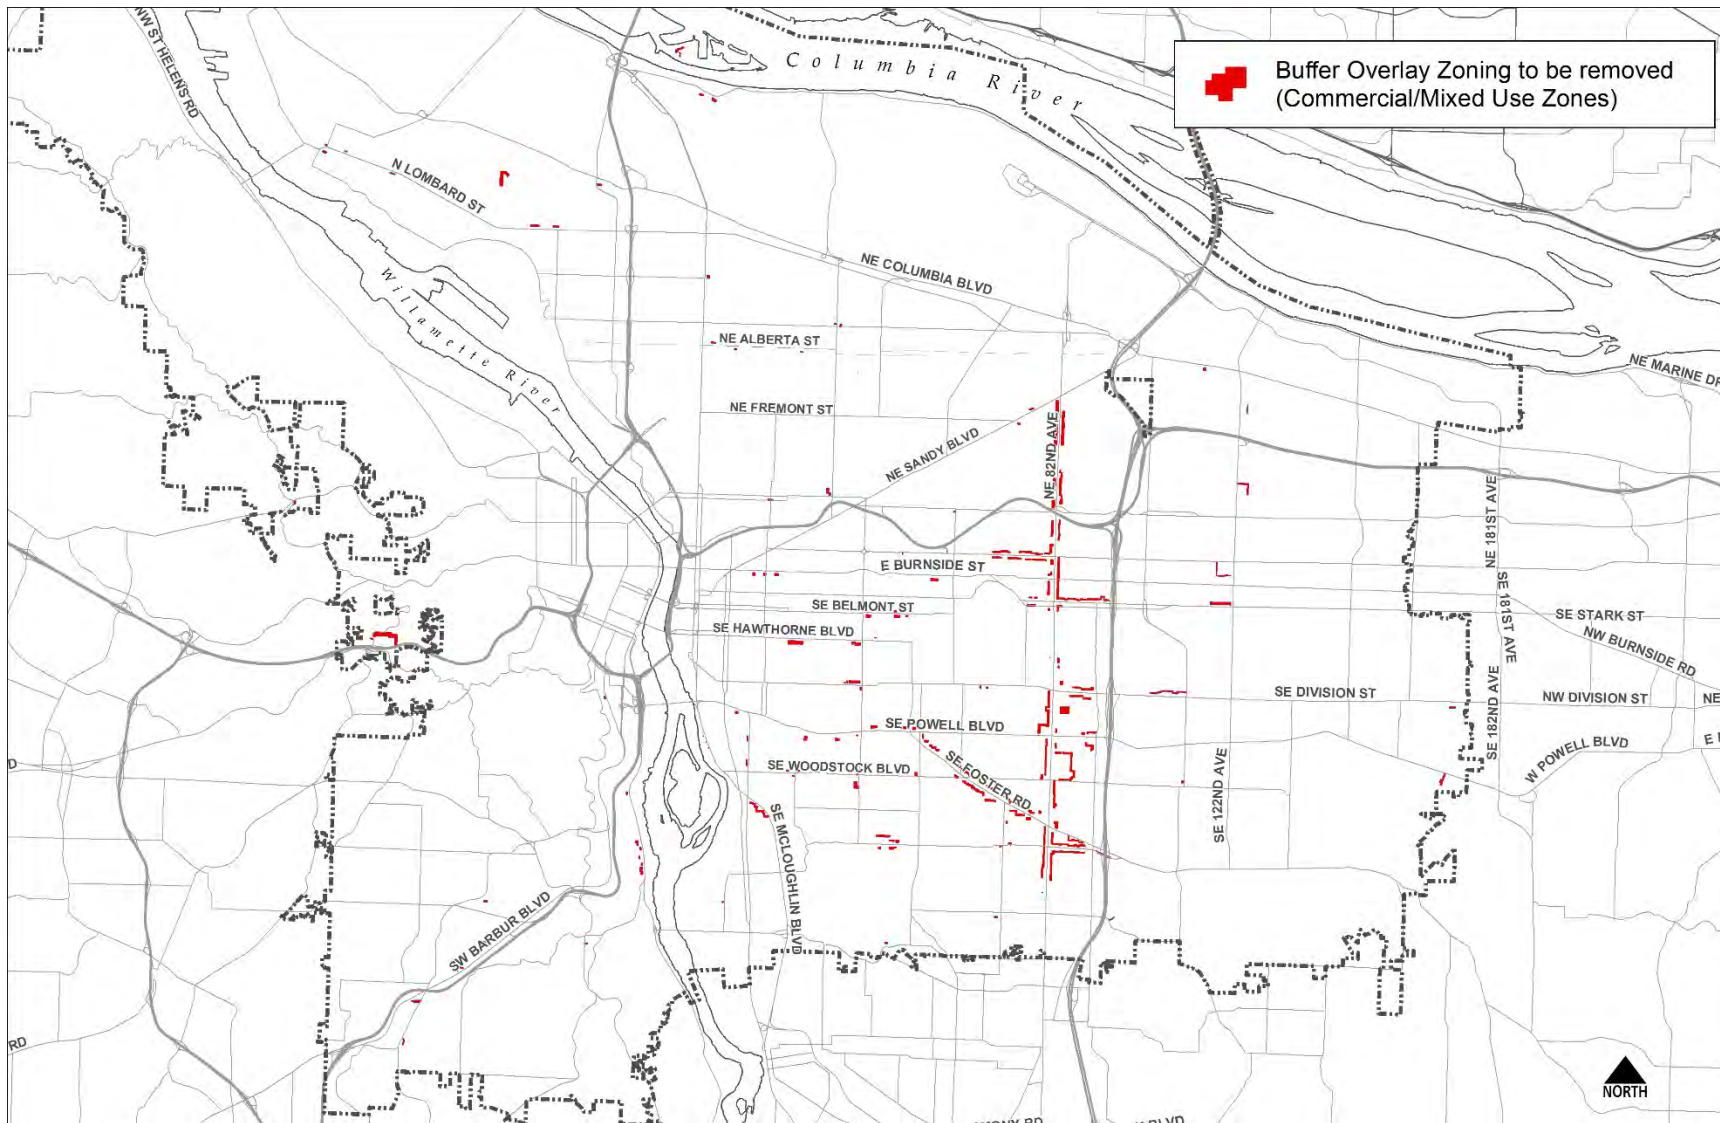 Buffer Overlay Zoning to be removed
(Commercial/Mixed Use Zones)
Columbia River
NW ST HELENS RD
N LOMBARD ST
Willamette River
NE COLUMBIA BLVD
NE ALBERTA ST
NE MARINE DR
NE FREMONT ST
NE SANDY BLVD
NE 82ND AVE
NE 181ST AVE
E BURNSIDE ST
SE BELMONT ST
SE HAWTHORNE BLVD
SE 181ST AVE
SE STARK ST
NW BURNSIDE RD
SE DIVISION ST
NW DIVISION ST
NE
SE POWELL BLVD
SE 182ND AVE
W POWELL BLVD
E
D
SE WOODSTOCK BLVD
SE FOSTER RD
SE 122ND AVE
SE MCLOUGHLIN BLVD
SW BARBUR BLVD
RD
NORTH
RD
BLVD